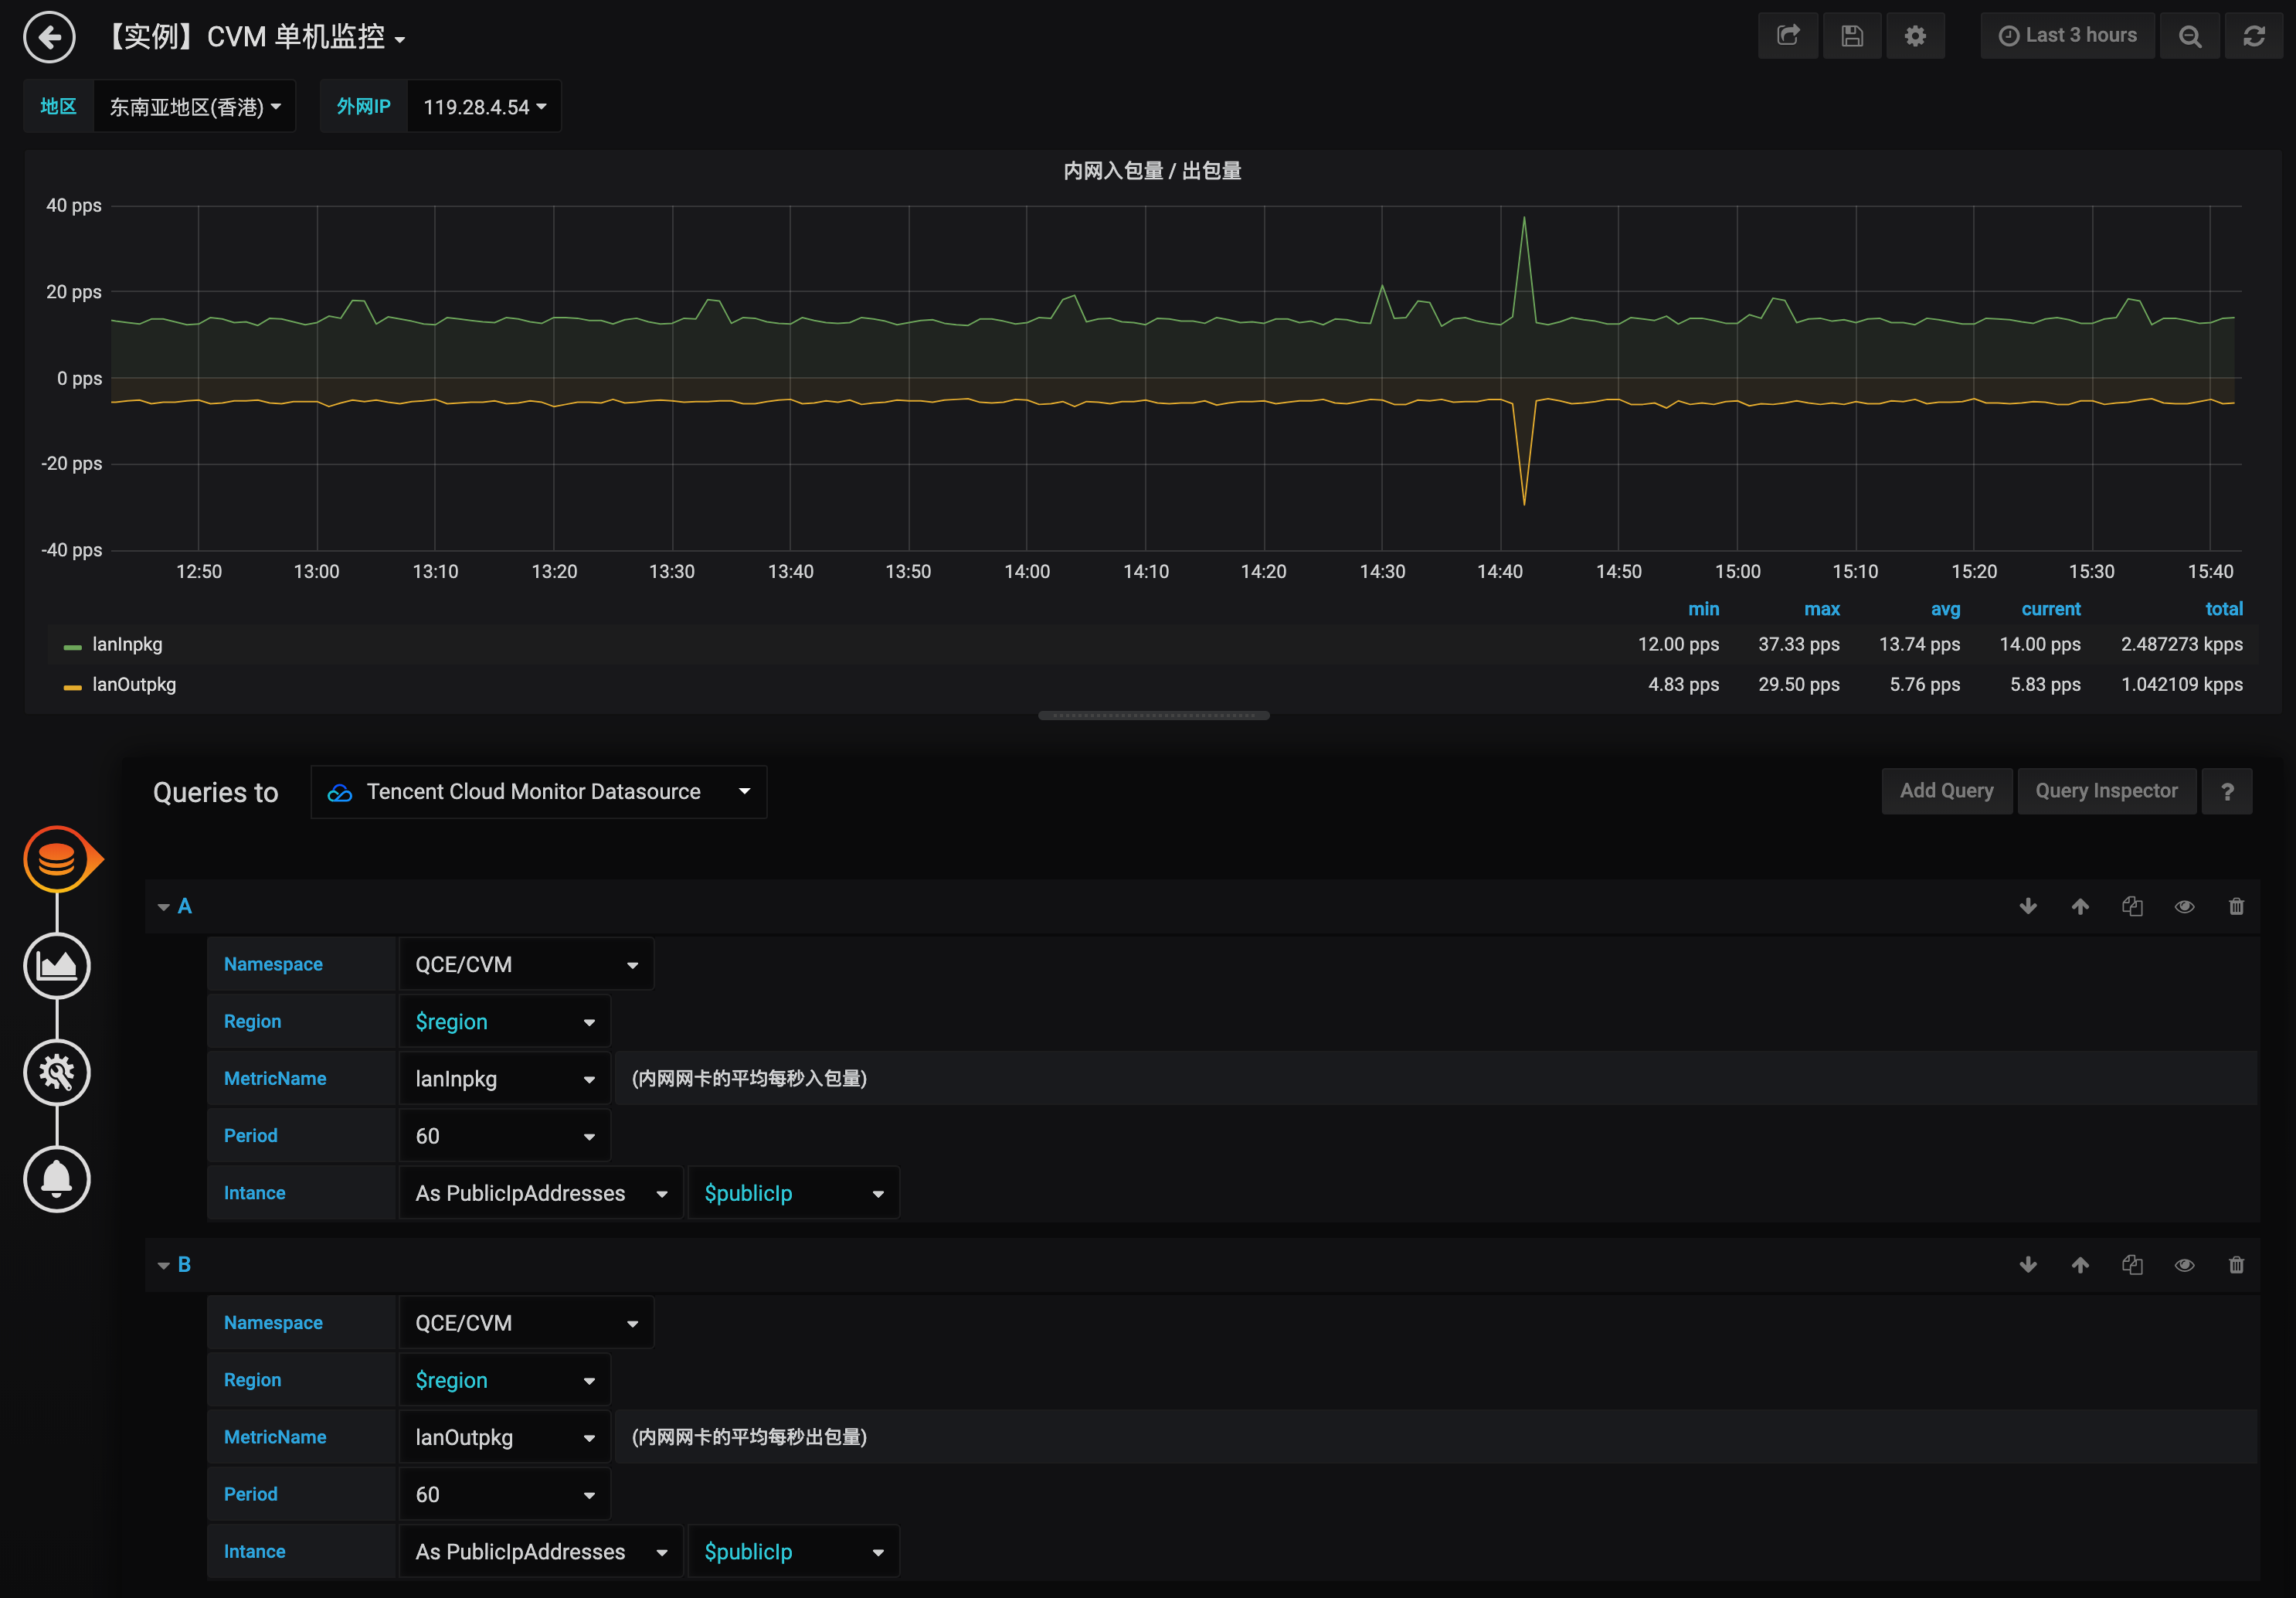 【实例】CVM 单机监控
Last 3 hours
地区 东南亚地区(香港) 外网IP 119.28.4.54
内网入包量 / 出包量
40 pps
20 pps
0 pps
-20 pps
-40 pps
12:50 13:00 13:10 13:20 13:30 13:40 13:50 14:00 14:10 14:20 14:30 14:40 14:50 15:00 15:10 15:20 15:30 15:40
min max avg current total
lanInpkg 12.00 pps 37.33 pps 13.74 pps 14.00 pps 2.487273 kpps
lanOutpkg 4.83 pps 29.50 pps 5.76 pps 5.83 pps 1.042109 kpps
Queries to Tencent Cloud Monitor Datasource Add Query Query Inspector ?
A
Namespace QCE/CVM
Region $region
MetricName lanInpkg (内网网卡的平均每秒入包量)
Period 60
Intance As PublicIpAddresses $publicIp
B
Namespace QCE/CVM
Region $region
MetricName lanOutpkg (内网网卡的平均每秒出包量)
Period 60
Intance As PublicIpAddresses $publicIp